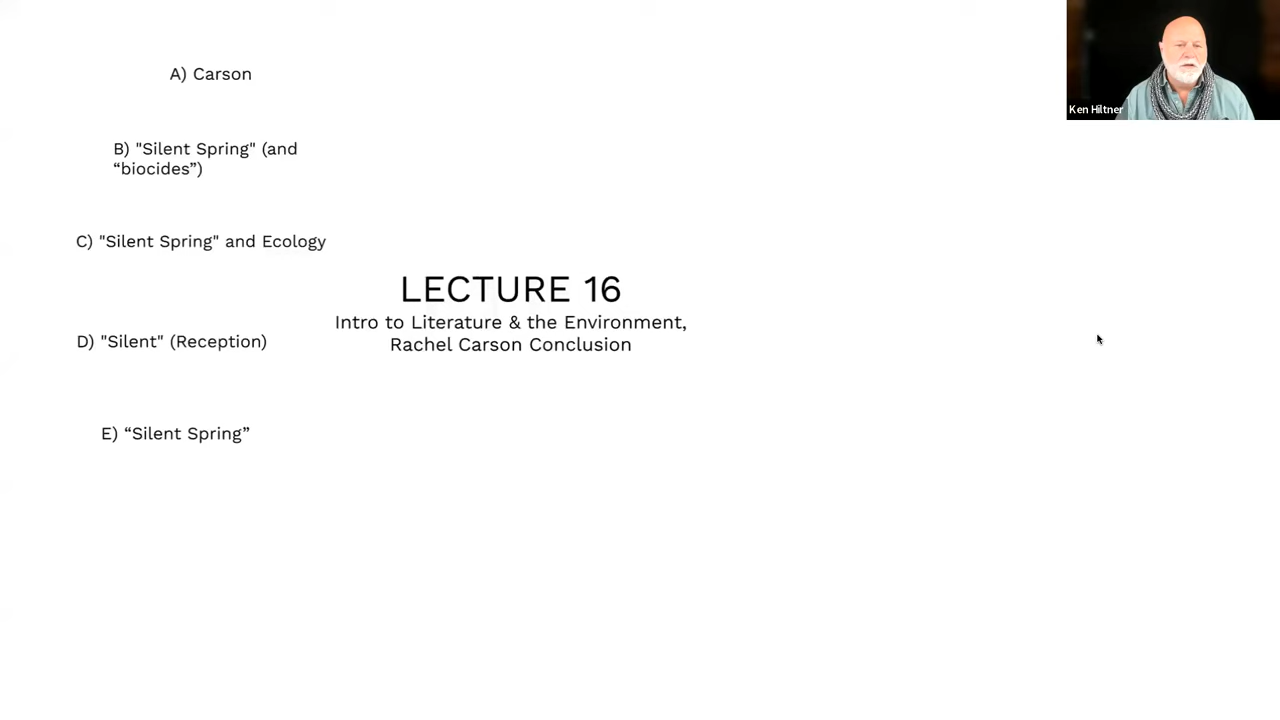 A) Carson
Ken Hiltner
B) "Silent Spring" (and
“biocides”)
C) "Silent Spring" and Ecology
LECTURE 16
Intro to Literature & the Environment,
Rachel Carson Conclusion
D) "Silent" (Reception)
E) “Silent Spring”